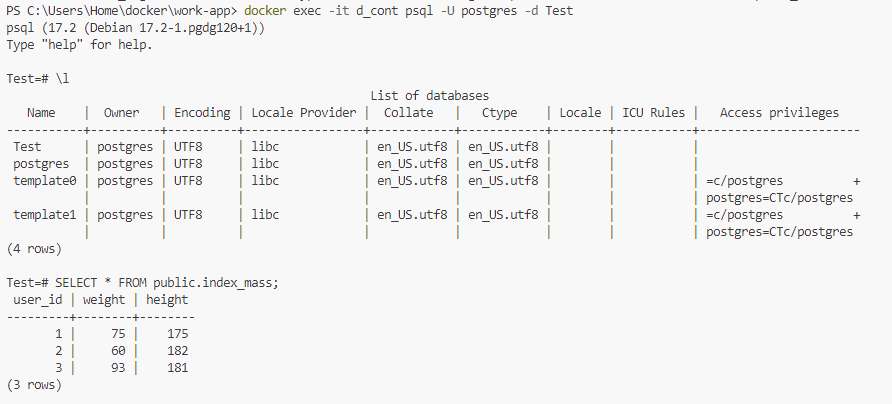 PS C:\Users\Home\docker\work-app> docker exec -it d_cont psql -U postgres -d Test
psql (17.2 (Debian 17.2-1.pgdg120+1))
Type "help" for help.

Test=# \l
                                                 List of databases
   Name    |  Owner   | Encoding | Locale Provider |  Collate   |   Ctype    | Locale | ICU Rules |   Access privileges
-----------+----------+----------+-----------------+------------+------------+--------+-----------+-----------------------
 Test      | postgres | UTF8     | libc            | en_US.utf8 | en_US.utf8 |        |           |
 postgres  | postgres | UTF8     | libc            | en_US.utf8 | en_US.utf8 |        |           |
 template0 | postgres | UTF8     | libc            | en_US.utf8 | en_US.utf8 |        |           | =c/postgres          +
           |          |          |                 |            |            |        |           | postgres=CTc/postgres
 template1 | postgres | UTF8     | libc            | en_US.utf8 | en_US.utf8 |        |           | =c/postgres          +
           |          |          |                 |            |            |        |           | postgres=CTc/postgres
(4 rows)

Test=# SELECT * FROM public.index_mass;
 user_id | weight | height
---------+--------+--------
       1 |     75 |    175
       2 |     60 |    182
       3 |     93 |    181
(3 rows)